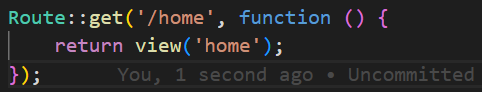 Route::get('/home', function () {
    return view('home');
});     You, 1 second ago • Uncommitted